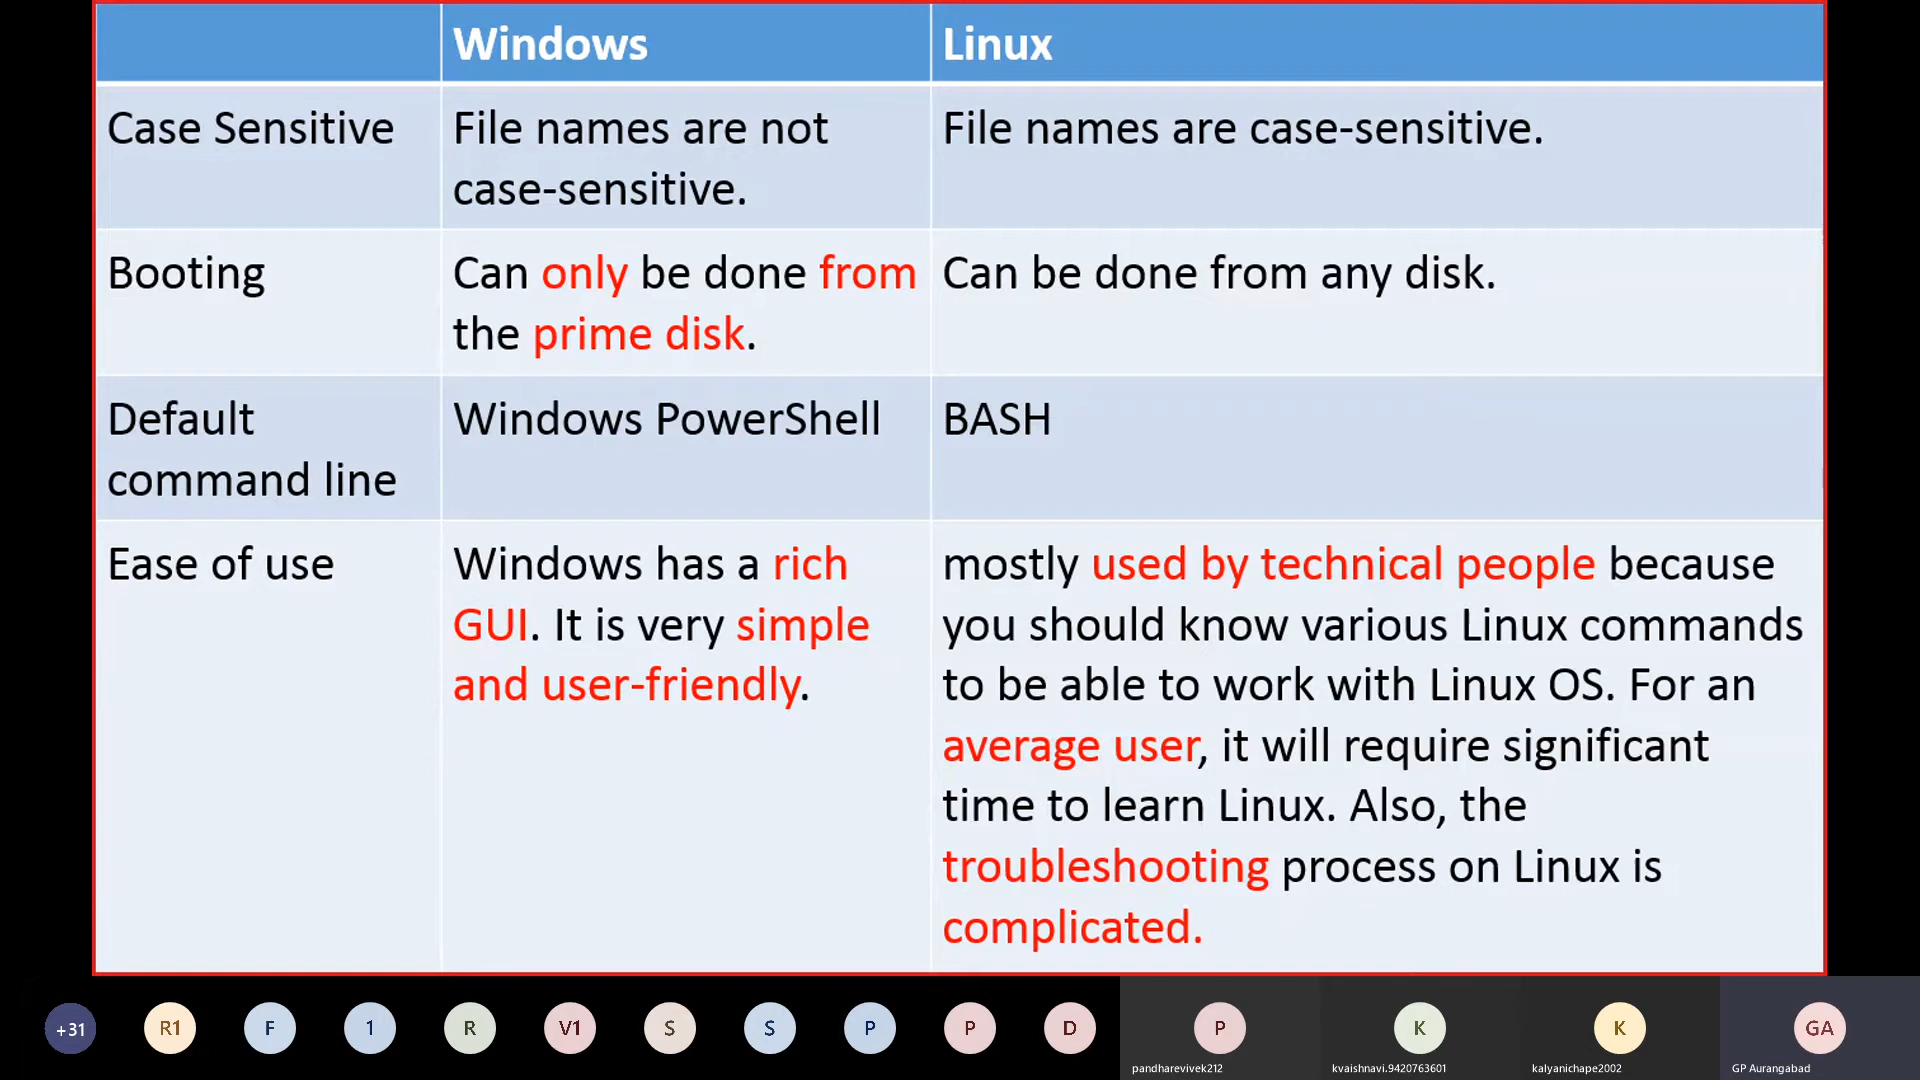 Windows
Linux
Case Sensitive
File names are not
case-sensitive.
File names are case-sensitive.
Booting
Can only be done from
the prime disk.
Can be done from any disk.
Default
command line
Windows PowerShell
BASH
Ease of use
Windows has a rich
GUI. It is very simple
and user-friendly.
mostly used by technical people because
you should know various Linux commands
to be able to work with Linux OS. For an
average user, it will require significant
time to learn Linux. Also, the
troubleshooting process on Linux is
complicated.
+31
R1
F
1
R
V1
S
S
P
P
D
P
K
K
GA
pandharevivek212
kvaishnavi.9420763601
kalyanichape2002
GP Aurangabad